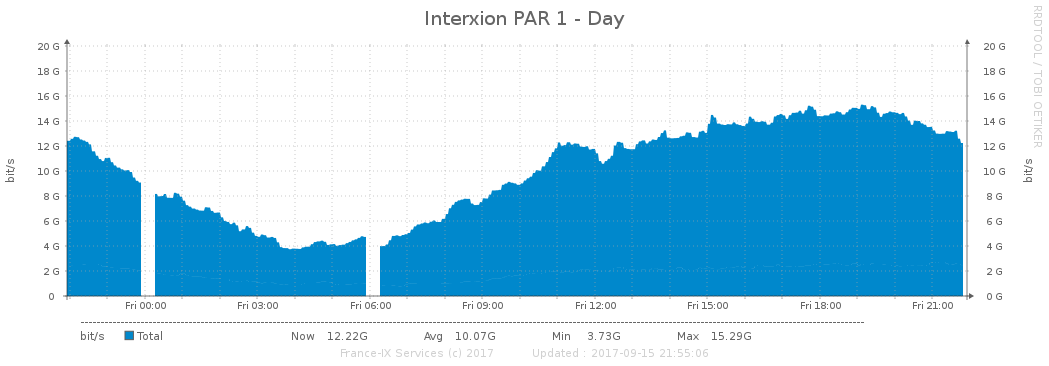 Interxion PAR 1 - Day
RRDTOOL / TOBI OETIKER
bit/s
20 G 20 G
18 G 18 G
16 G 16 G
14 G 14 G
12 G 12 G
10 G 10 G
8 G 8 G
6 G 6 G
4 G 4 G
2 G 2 G
0 0 G
bit/s
Fri 00:00 Fri 03:00 Fri 06:00 Fri 09:00 Fri 12:00 Fri 15:00 Fri 18:00 Fri 21:00
bit/s Total Now 12.22G Avg 10.07G Min 3.73G Max 15.29G
France-IX Services (c) 2017 Updated : 2017-09-15 21:55:06